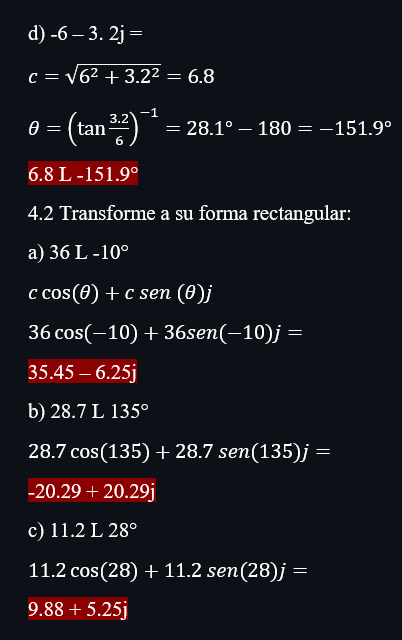 d) -6 – 3. 2j =
c = √6² + 3.2² = 6.8
θ = (tan 3.2/6)⁻¹ = 28.1° – 180 = −151.9°
6.8 L -151.9°
4.2 Transforme a su forma rectangular:
a) 36 L -10°
c cos(θ) + c sen (θ)j
36 cos(−10) + 36sen(−10)j =
35.45 – 6.25j
b) 28.7 L 135°
28.7 cos(135) + 28.7 sen(135)j =
-20.29 + 20.29j
c) 11.2 L 28°
11.2 cos(28) + 11.2 sen(28)j =
9.88 + 5.25j